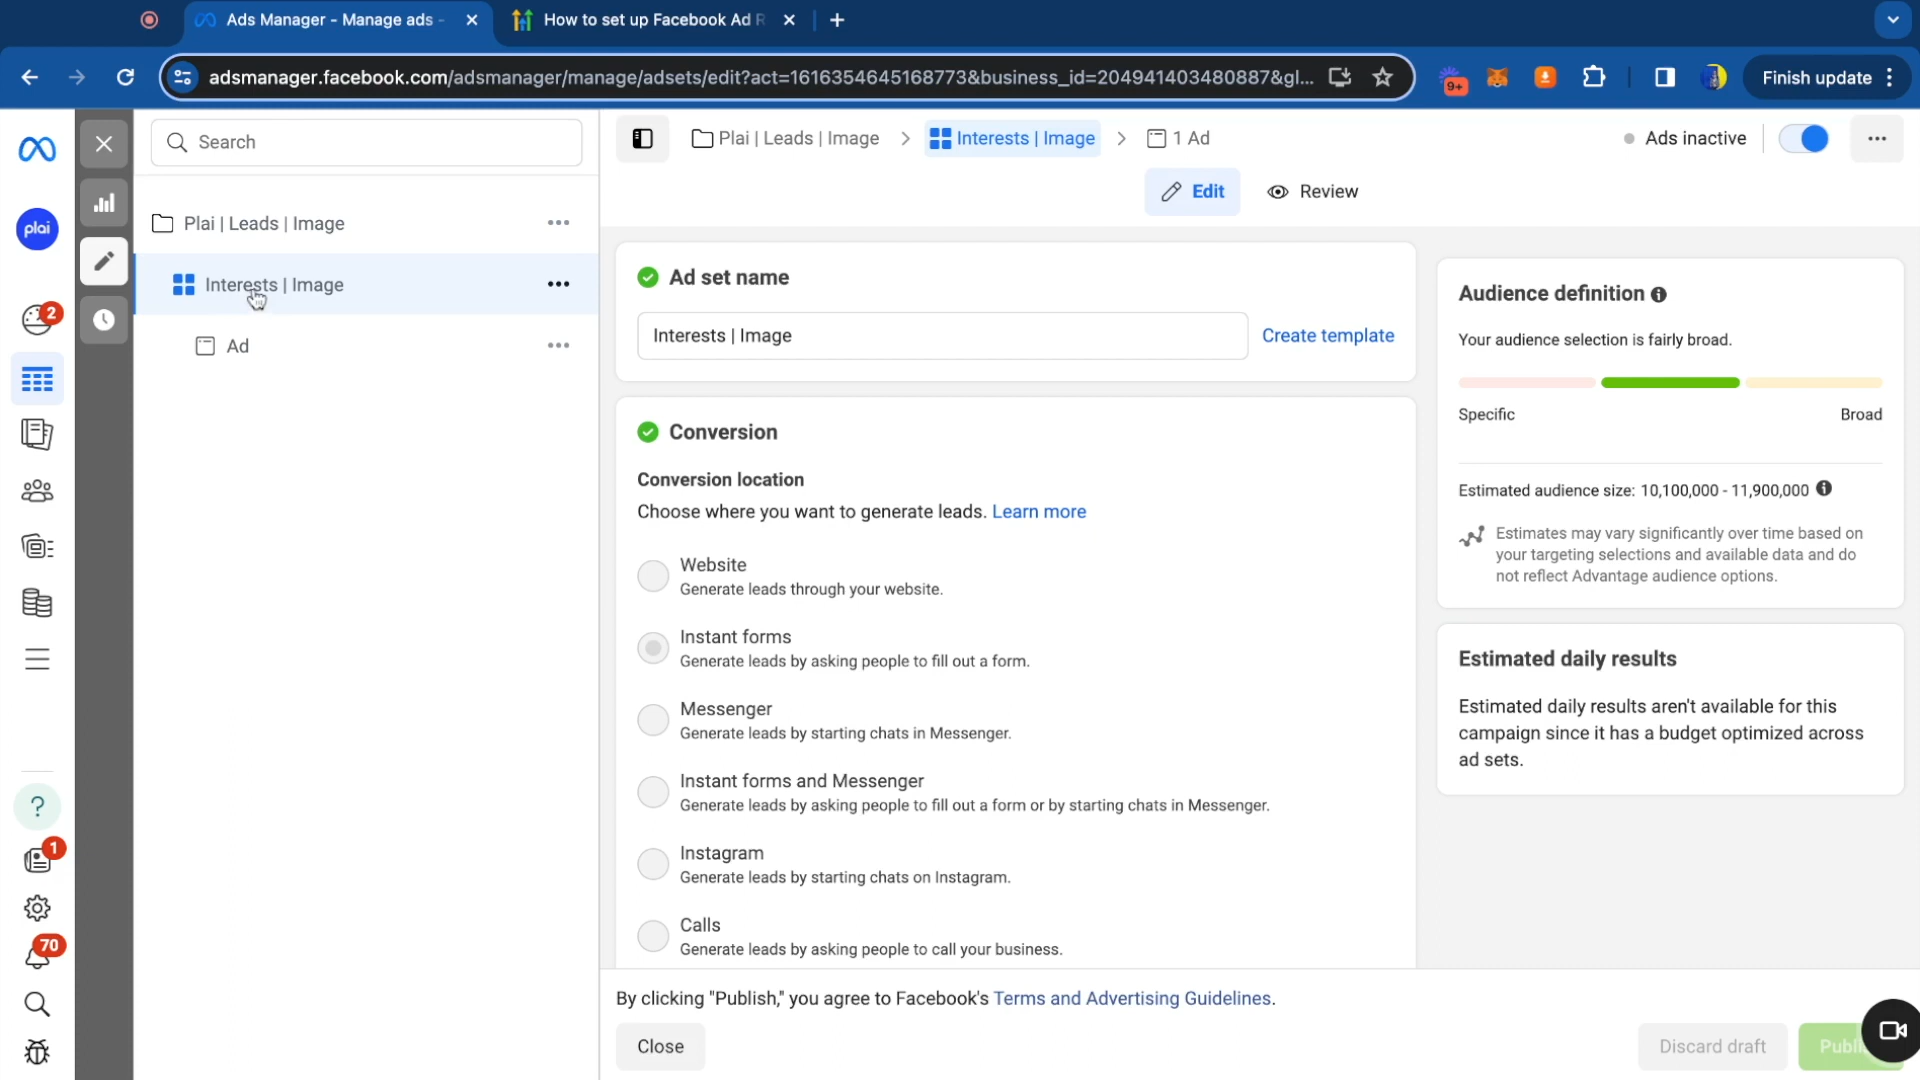 Ads Manager - Manage ads -
How to set up Facebook Ad R
adsmanager.facebook.com/adsmanager/manage/adsets/edit?act=1616354645168773&business_id=204941403480887&gl...
9+
Finish update
Search
Plai | Leads | Image
Interests | Image
1 Ad
Ads inactive
Edit
Review
plai
2
1
70
?
Plai | Leads | Image
Interests | Image
Ad
Ad set name
Interests | Image
Create template
Conversion
Conversion location
Choose where you want to generate leads. Learn more
Website
Generate leads through your website.
Instant forms
Generate leads by asking people to fill out a form.
Messenger
Generate leads by starting chats in Messenger.
Instant forms and Messenger
Generate leads by asking people to fill out a form or by starting chats in Messenger.
Instagram
Generate leads by starting chats on Instagram.
Calls
Generate leads by asking people to call your business.
Audience definition
Your audience selection is fairly broad.
Specific
Broad
Estimated audience size: 10,100,000 - 11,900,000
Estimates may vary significantly over time based on
your targeting selections and available data and do
not reflect Advantage audience options.
Estimated daily results
Estimated daily results aren't available for this
campaign since it has a budget optimized across
ad sets.
By clicking "Publish," you agree to Facebook's Terms and Advertising Guidelines.
Close
Discard draft